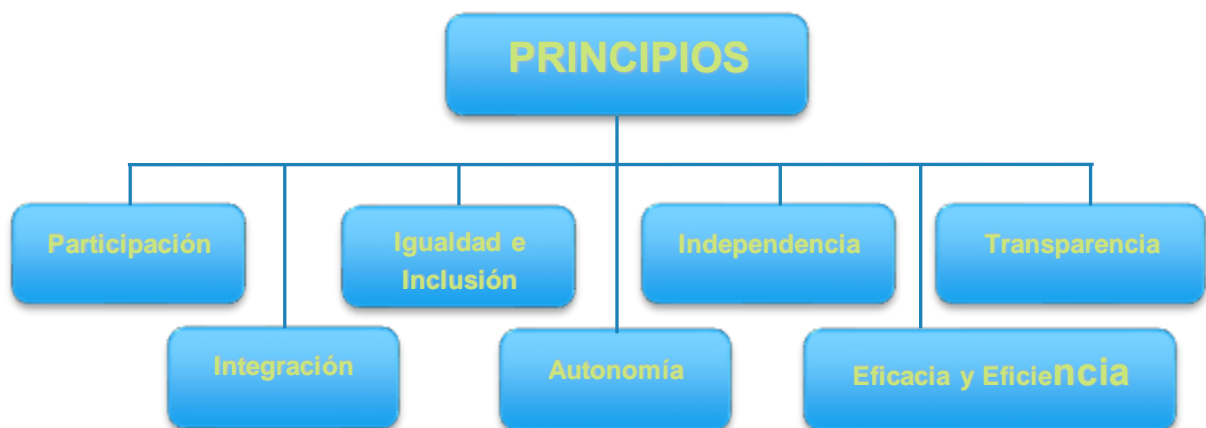 PRINCIPIOS
Participación
Igualdad e
Inclusión
Independencia
Transparencia
Integración
Autonomía
Eficacia y Eficiencia